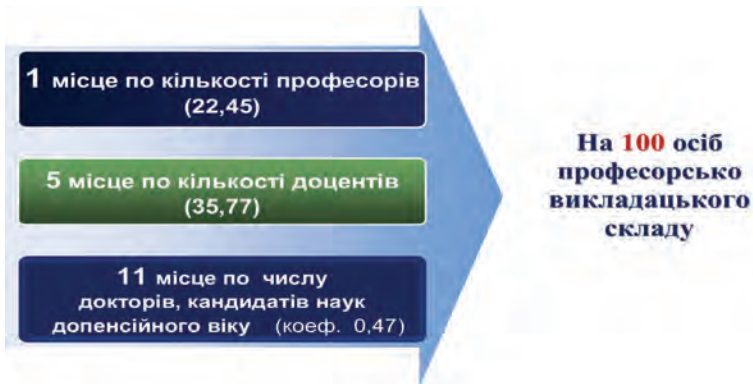 1 місце по кількості професорів
(22,45)
5 місце по кількості доцентів
(35,77)
11 місце по числу
докторів, кандидатів наук
допенсійного віку (коеф. 0,47)
На 100 осіб
професорсько
викладацького
складу